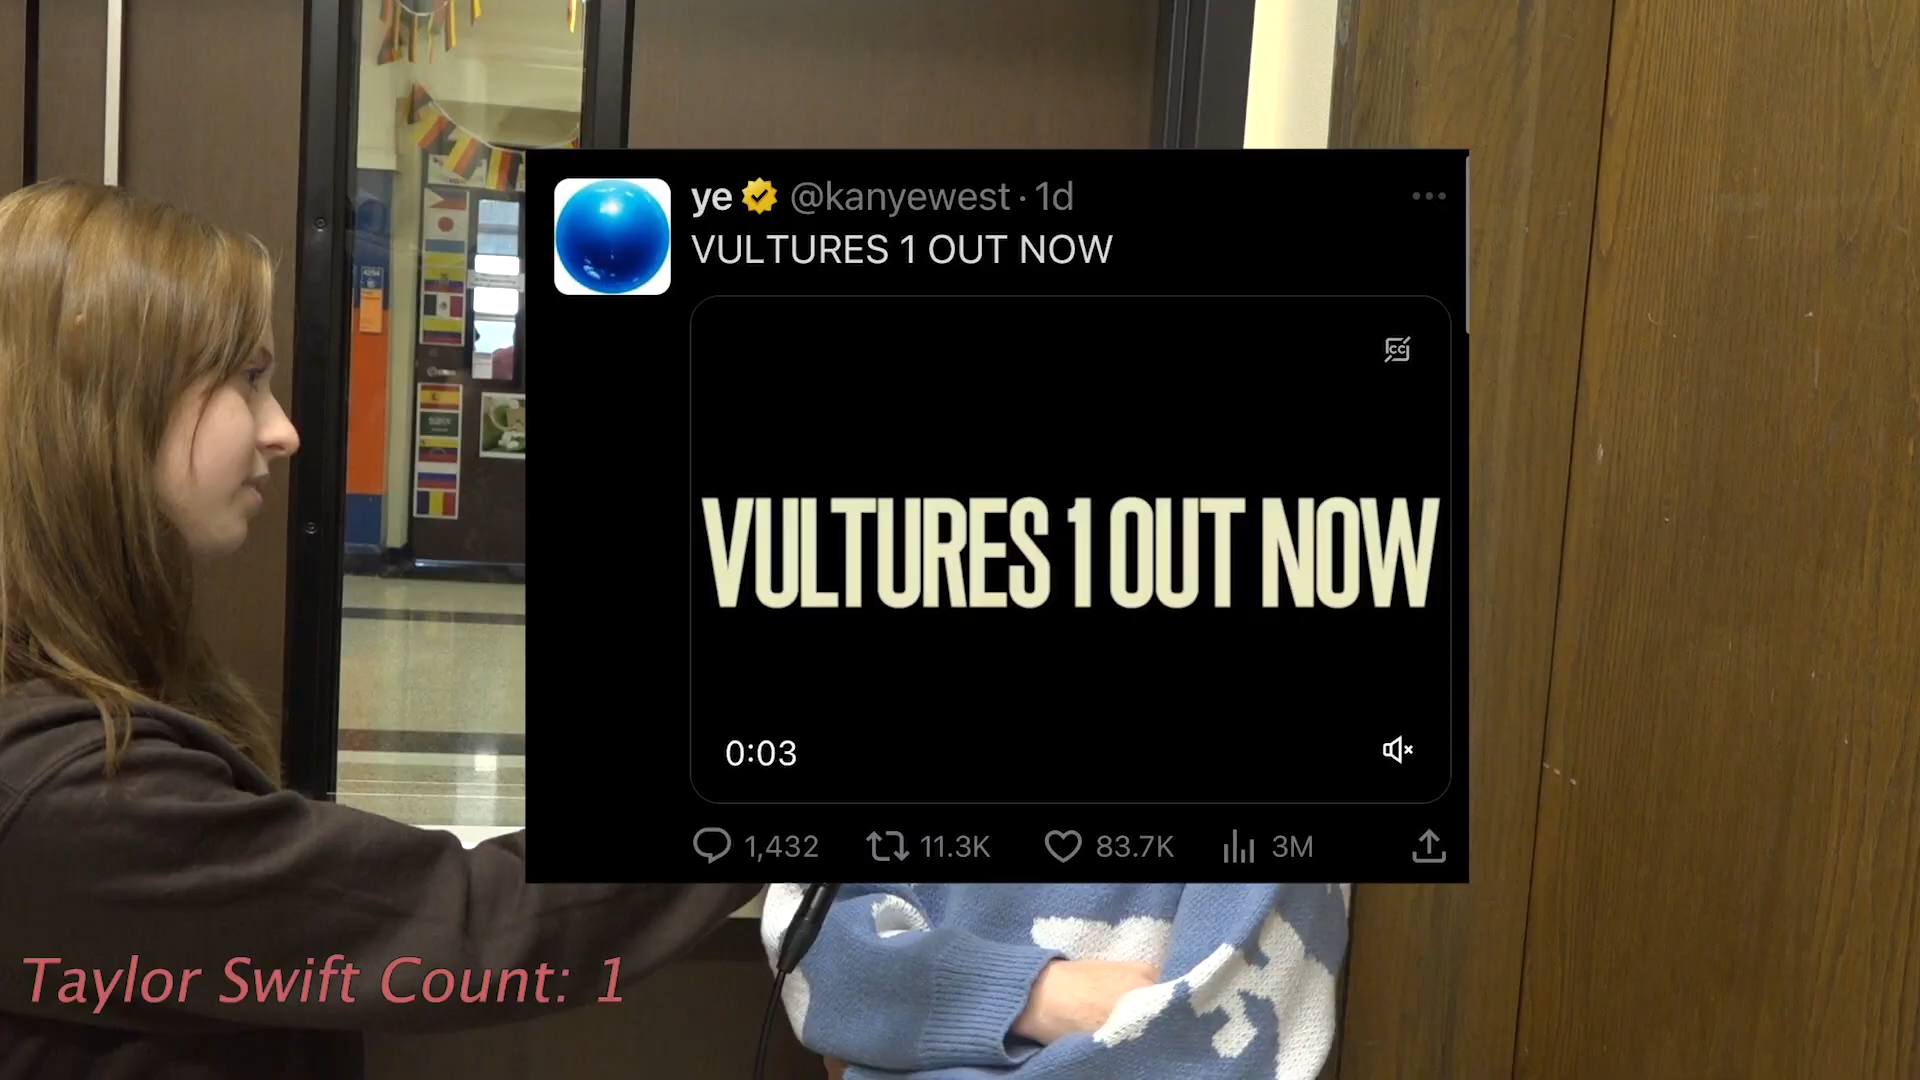 ye @kanyewest · 1d
VULTURES 1 OUT NOW
CC
VULTURES 1 OUT NOW
0:03
1,432 11.3K 83.7K 3M
Taylor Swift Count: 1